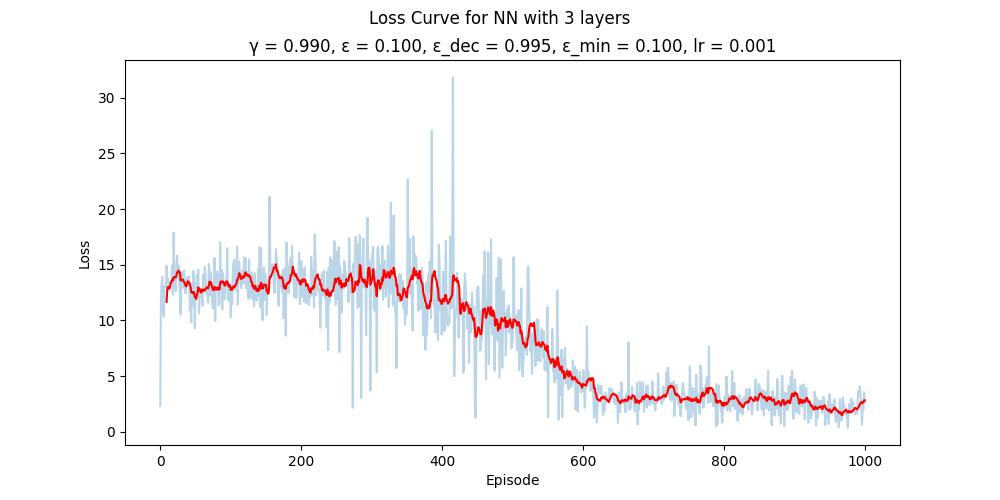 Loss Curve for NN with 3 layers
γ = 0.990, ε = 0.100, ε_dec = 0.995, ε_min = 0.100, lr = 0.001
30
25
20
15
10
5
0
Loss
0 200 400 600 800 1000
Episode